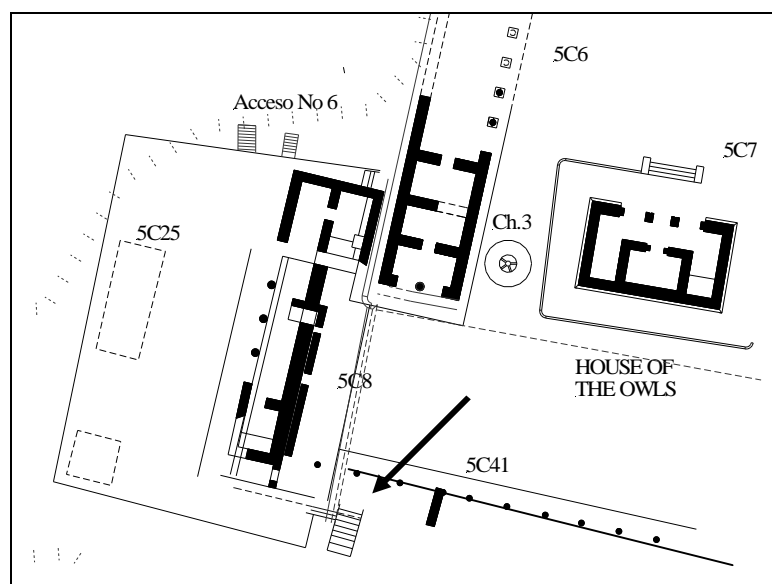 5C6
Acceso No 6
5C7
Ch.3
5C25
HOUSE OF
THE OWLS
5C8
5C41